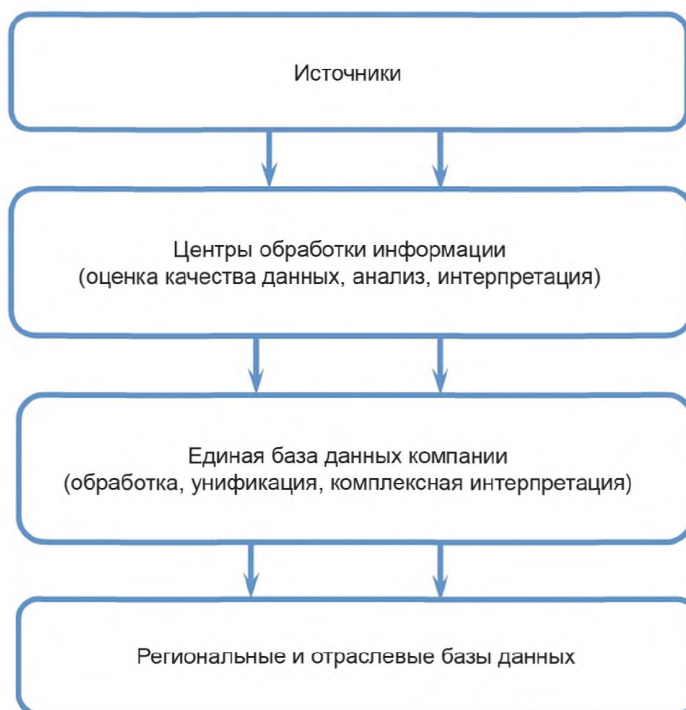 Источники
Центры обработки информации
(оценка качества данных, анализ, интерпретация)
Единая база данных компании
(обработка, унификация, комплексная интерпретация)
Региональные и отраслевые базы данных